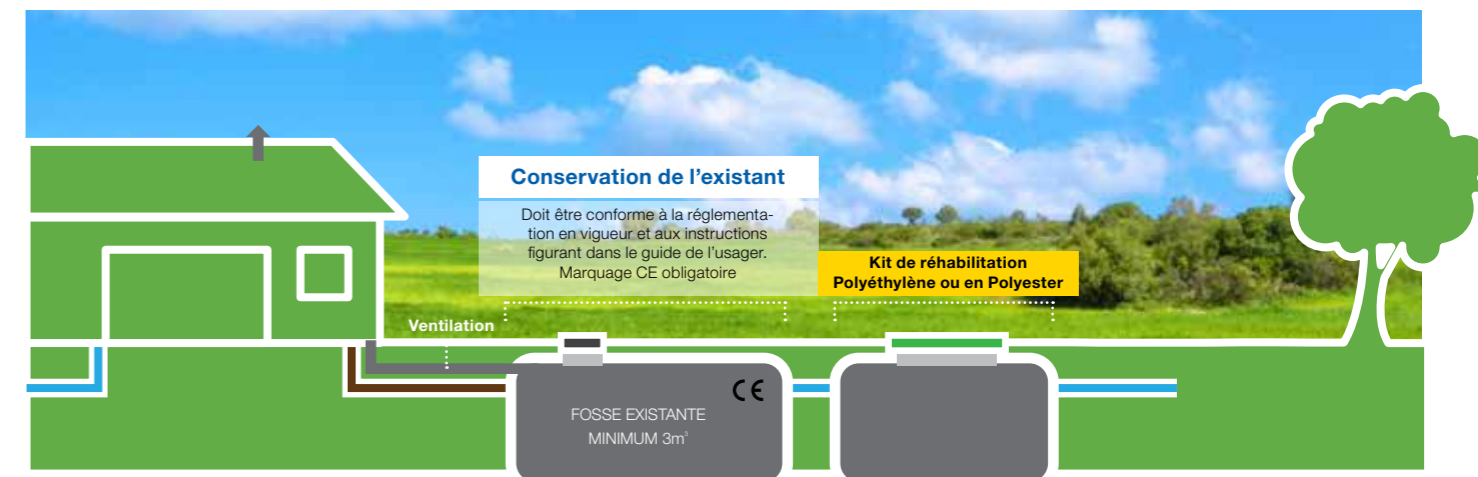 Conservation de l'existant
Doit être conforme à la réglementa-
tion en vigueur et aux instructions
figurant dans le guide de l'usager.
Marquage CE obligatoire
Kit de réhabilitation
Polyéthylène ou en Polyester
Ventilation
CE
FOSSE EXISTANTE
MINIMUM 3m³